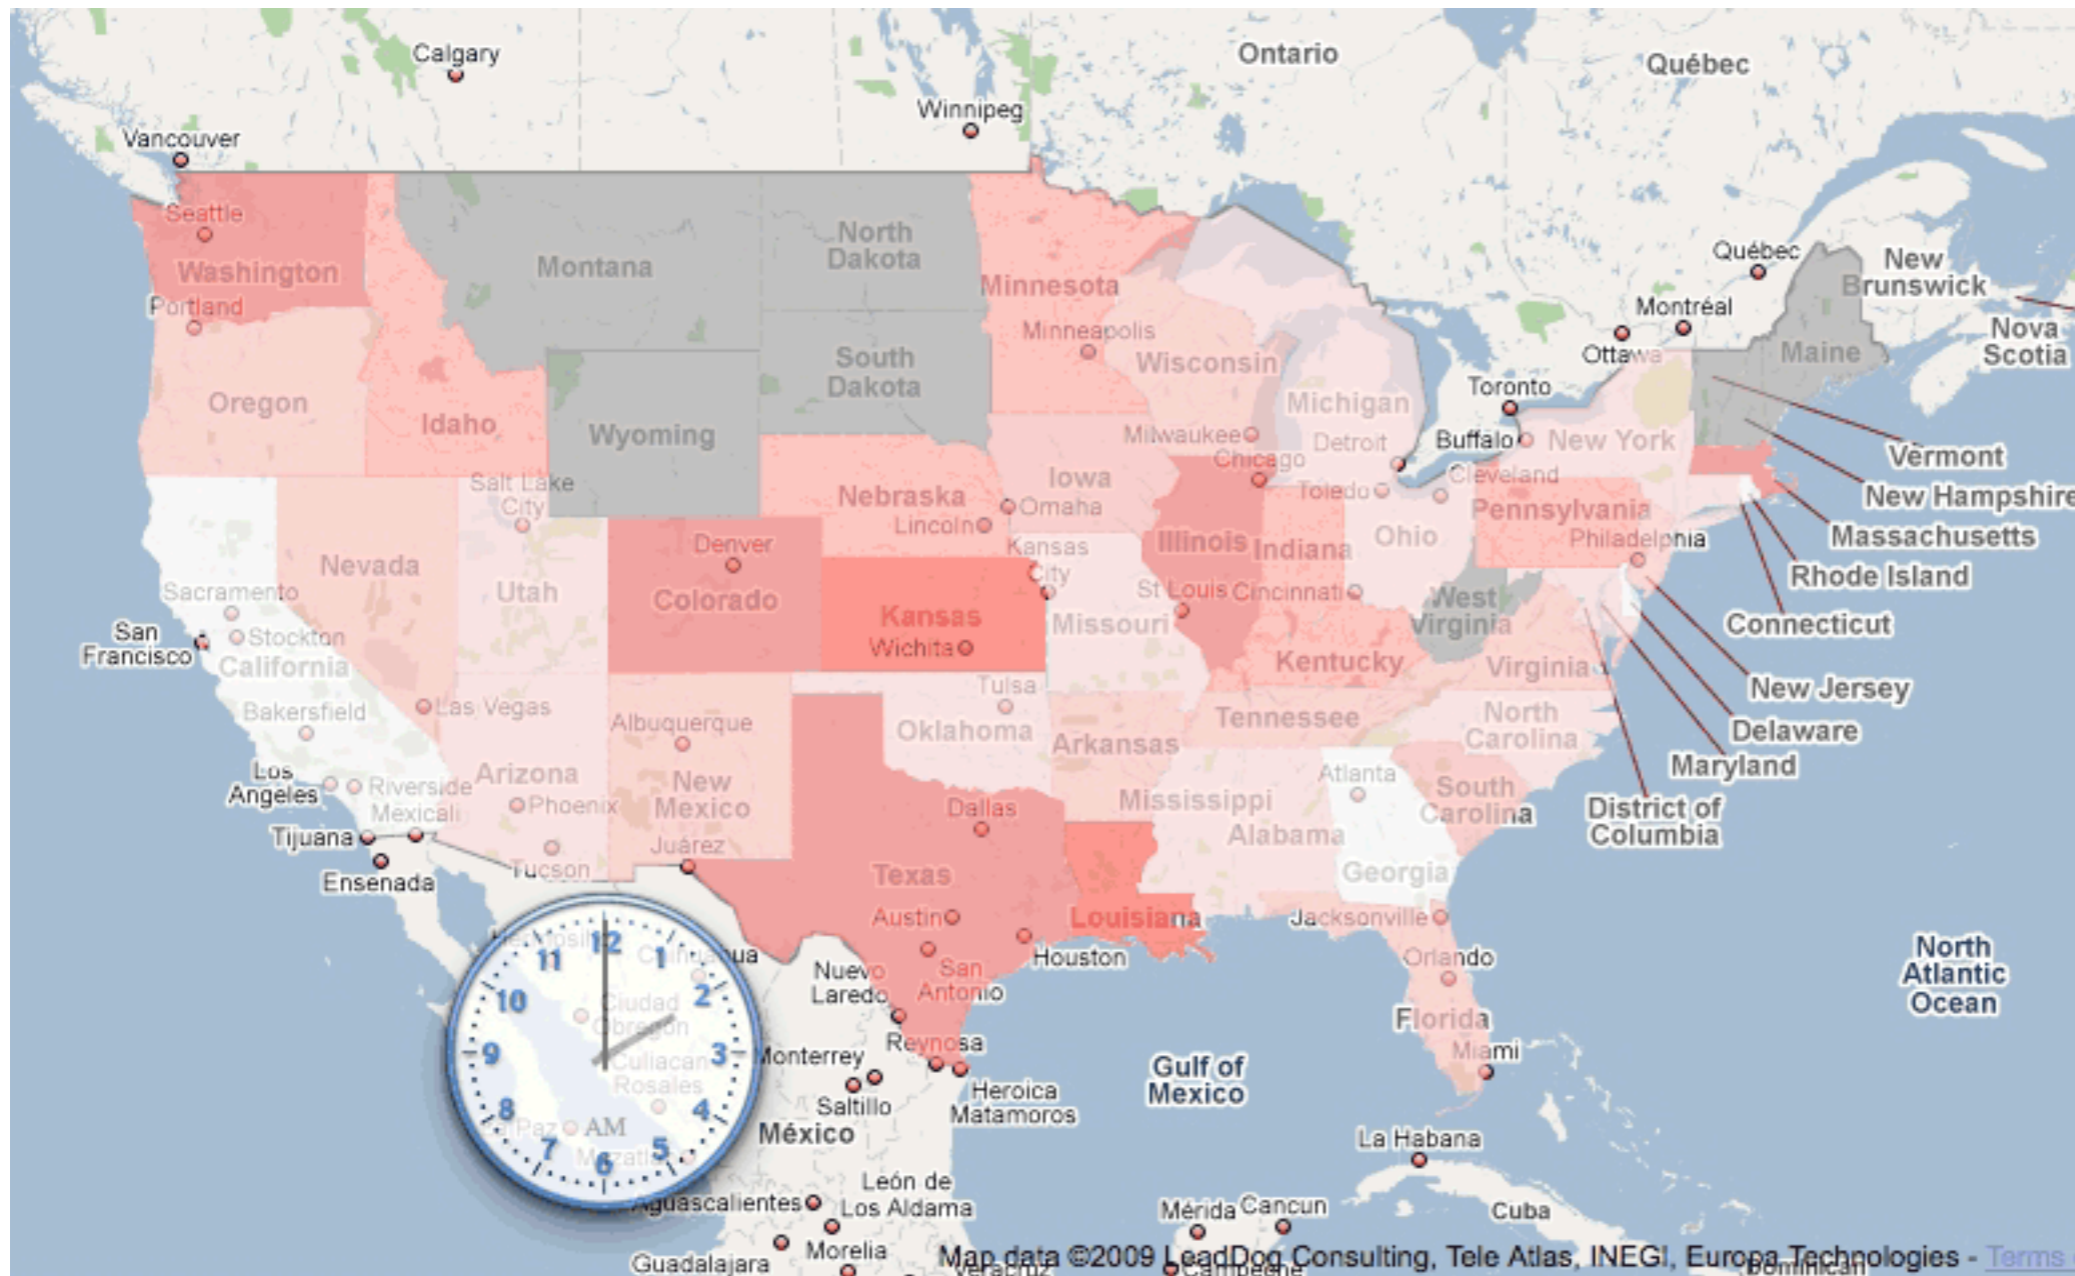 Calgary
Ontario
Québec
Winnipeg
Vancouver
Seattle
Washington
Portland
Montana
North
Dakota
South
Dakota
Minnesota
Minneapolis
Wisconsin
Michigan
Québec
New
Brunswick
Montréal
Ottawa
Maine
Nova
Scotia
Toronto
Oregon
Idaho
Wyoming
Milwaukee
Chicago
Detroit
Buffalo
New York
Vermont
New Hampshire
Massachusetts
Rhode Island
Connecticut
Salt Lake
City
Nebraska
Lincoln
Iowa
Omaha
Toledo
Cleveland
Pennsylvania
Philadelphia
Nevada
Utah
Denver
Colorado
Kansas
City
Kansas
Wichita
Illinois
Indiana
Ohio
St Louis
Cincinnati
West
Virginia
Missouri
Kentucky
Virginia
Sacramento
Stockton
San
Francisco
California
Bakersfield
Las Vegas
Los
Angeles
Riverside
Mexicali
Tijuana
Ensenada
Arizona
Phoenix
Tucson
Albuquerque
New
Mexico
Juárez
Tulsa
Oklahoma
Arkansas
Tennessee
North
Carolina
New Jersey
Delaware
Maryland
District of
Columbia
Mississippi
Alabama
Atlanta
Georgia
South
Carolina
Dallas
Texas
Austin
San
Antonio
Houston
Louisiana
Jacksonville
Orlando
Florida
Miami
North
Atlantic
Ocean
Gulf of
Mexico
Nuevo
Laredo
Reynosa
Heroica
Matamoros
Monterrey
Saltillo
México
12
1
2
3
4
5
6
7
8
9
10
11
AM
Chihuahua
Ciudad
Obregon
Culiacan
Rosales
La Paz
Aguascalientes
León de
Los Aldama
Guadalajara
Morelia
La Habana
Cuba
Mérida
Cancun
Map data ©2009 LeadDog Consulting, Tele Atlas, INEGI, Europa Technologies - Terms